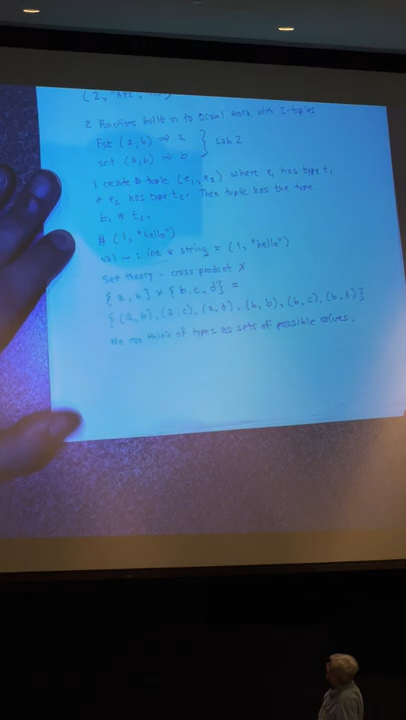 (2, "xyz",
2 functions built in to OCaml work with 2-tuples
fst (a, b) ⇒ a
snd (a, b) ⇒ b } Lab 2
create a tuple (e₁, e₂) where e₁ has type t₁
& e₂ has type t₂. Then tuple has the type
t₁ * t₂.
# (1, "hello")
val - : int * string = (1, "hello")
Set theory - cross product X
{a, b} x {b, c, d} =
{(a, b), (a, c), (a, d), (b, b), (b, c), (b, d)}
We can think of types as sets of possible values.